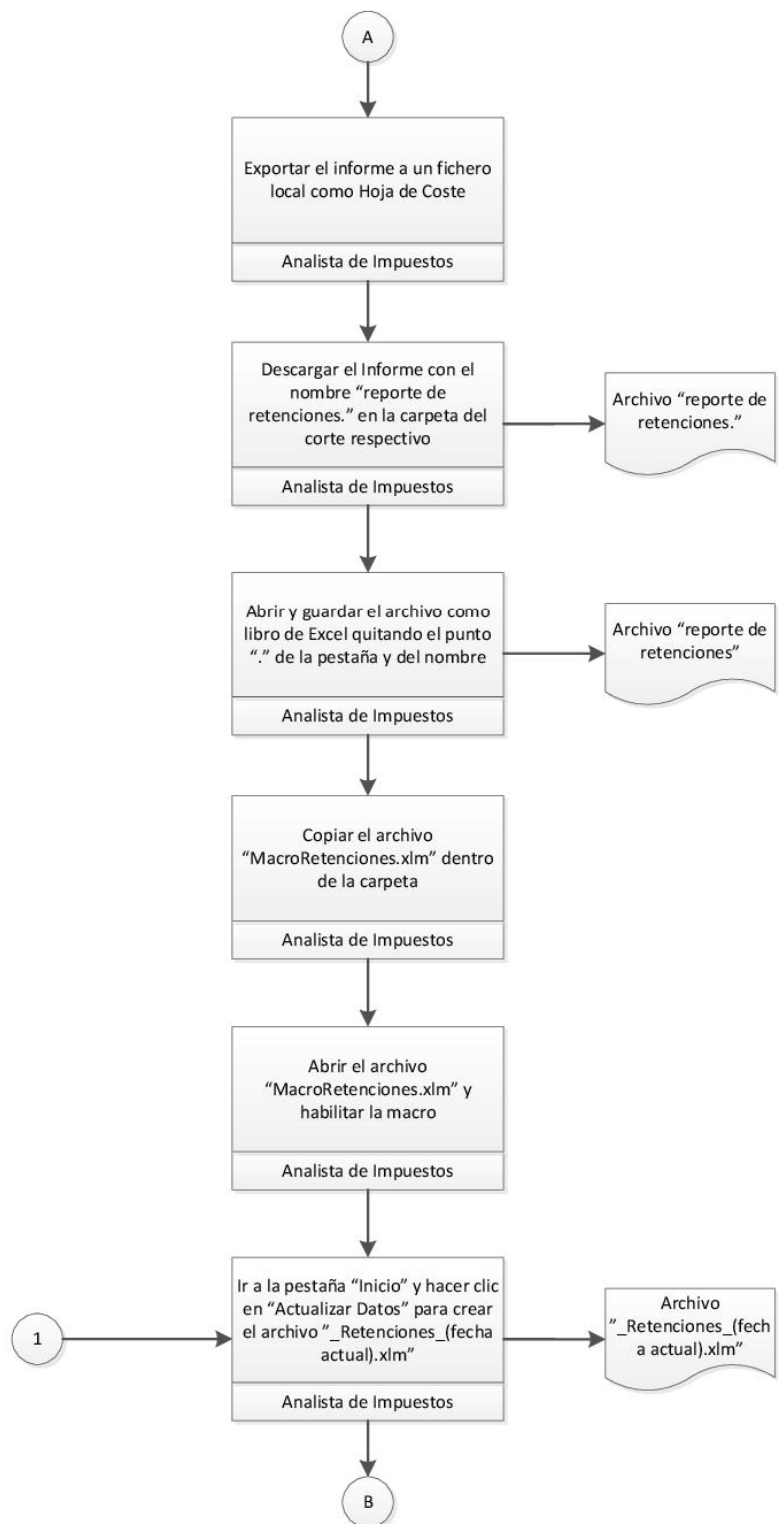 A
Exportar el informe a un fichero
local como Hoja de Coste
Analista de Impuestos
Descargar el Informe con el
nombre “reporte de
retenciones.” en la carpeta del
corte respectivo
Analista de Impuestos
Archivo “reporte de
retenciones.”
Abrir y guardar el archivo como
libro de Excel quitando el punto
“.” de la pestaña y del nombre
Analista de Impuestos
Archivo “reporte de
retenciones”
Copiar el archivo
“MacroRetenciones.xlm” dentro
de la carpeta
Analista de Impuestos
Abrir el archivo
“MacroRetenciones.xlm” y
habilitar la macro
Analista de Impuestos
1
Ir a la pestaña “Inicio” y hacer clic
en “Actualizar Datos” para crear
el archivo ”_Retenciones_(fecha
actual).xlm”
Analista de Impuestos
Archivo
”_Retenciones_(fech
a actual).xlm”
B